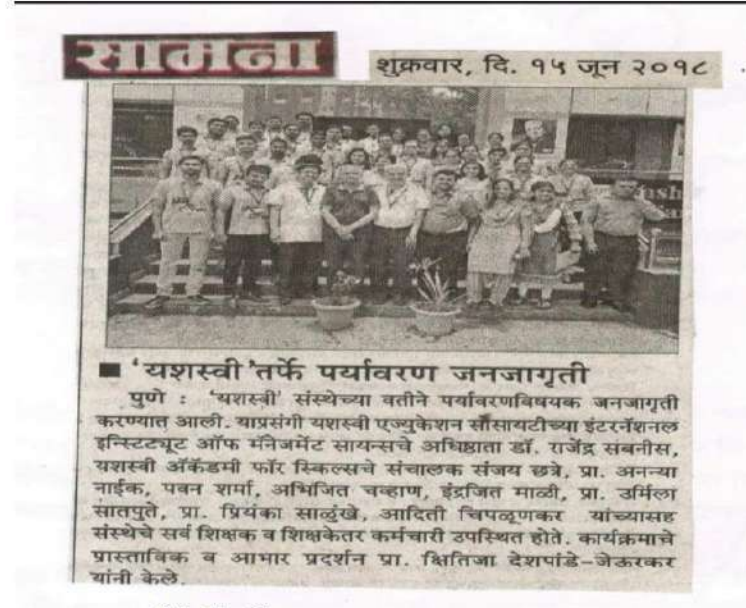 सामना
शुक्रवार, दि. १५ जून २०१८
■ 'यशस्वी'तर्फे पर्यावरण जनजागृती
पुणे : 'यशस्वी' संस्थेच्या वतीने पर्यावरणविषयक जनजागृती
करण्यात आली. याप्रसंगी यशस्वी एज्युकेशन सोसायटीच्या इंटरनॅशनल
इन्स्टिट्यूट ऑफ मॅनेजमेंट सायन्सचे अधिष्ठाता डॉ. राजेंद्र सबनीस,
यशस्वी अॅकॅडमी फॉर स्किल्सचे संचालक संजय छत्रे, प्रा. अनन्या
नाईक, पवन शर्मा, अभिजित चव्हाण, इंद्रजित माळी, प्रा. उर्मिला
सातपुते, प्रा. प्रियंका साळुंखे, आदिती चिपळूणकर यांच्यासह
संस्थेचे सर्व शिक्षक व शिक्षकेतर कर्मचारी उपस्थित होते. कार्यक्रमाचे
प्रास्ताविक व आभार प्रदर्शन प्रा. क्षितिजा देशपांडे-जेऊरकर
यांनी केले.